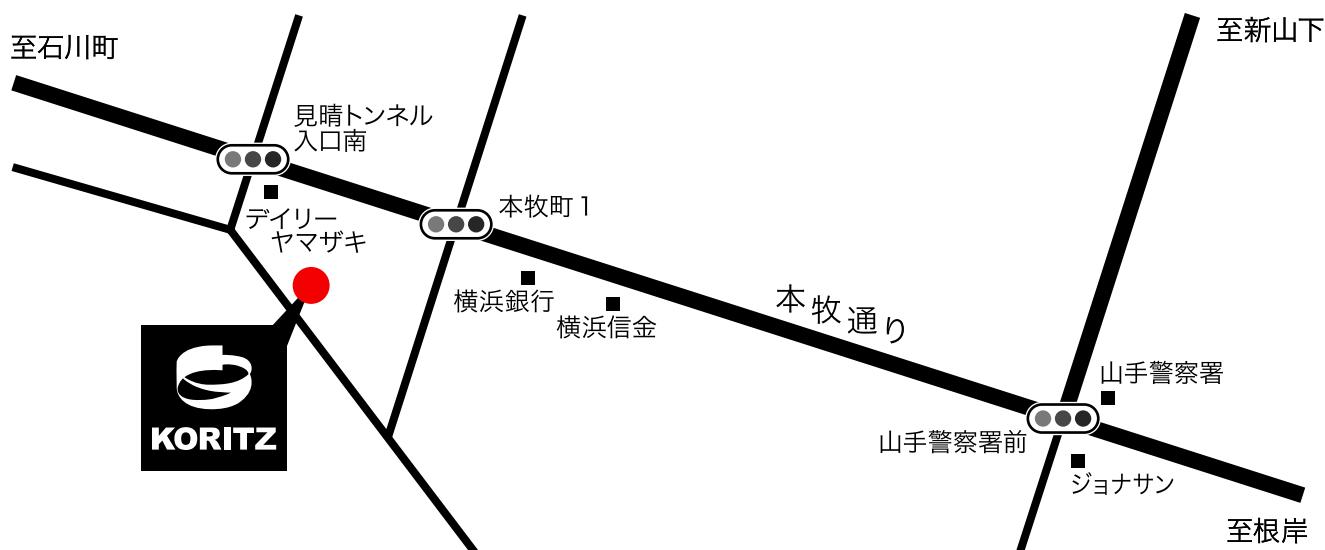 至新山下
至石川町
見晴トンネル
入口南
デイリー
ヤマザキ
本牧町1
横浜銀行
横浜信金
本牧通り
KORITZ
山手警察署
山手警察署前
ジョナサン
至根岸